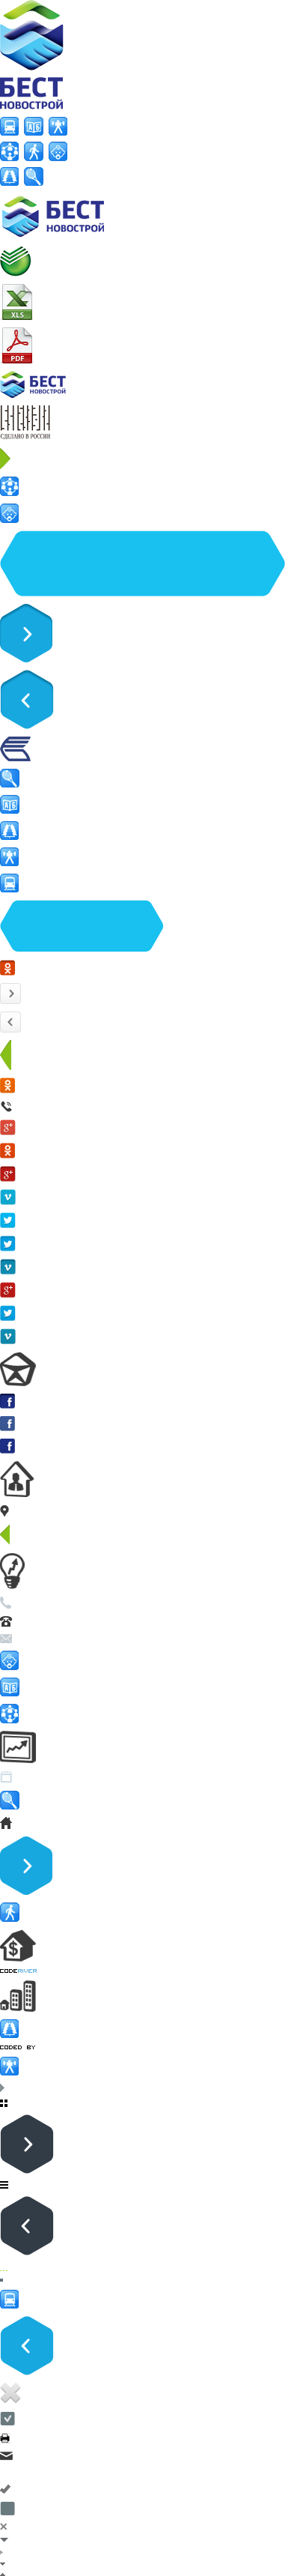 БЕСТ
НОВОСТРОЙ
БЕСТ
НОВОСТРОЙ
XLS
PDF
БЕСТ
НОВОСТРОЙ
СДЕЛАНО В РОССИИ
g+
g+
g+
f
f
f
$
CODERIVER
CODED BY